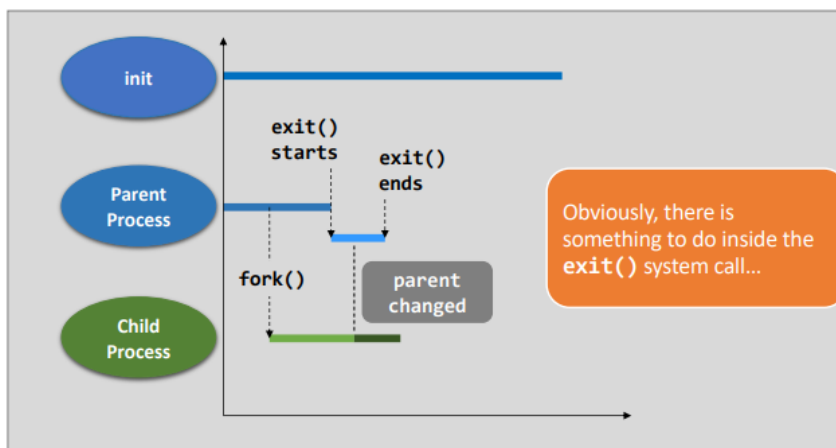 init
exit()
starts
exit()
ends
Parent
Process
Obviously, there is
something to do inside the
exit() system call…
fork()
parent
changed
Child
Process